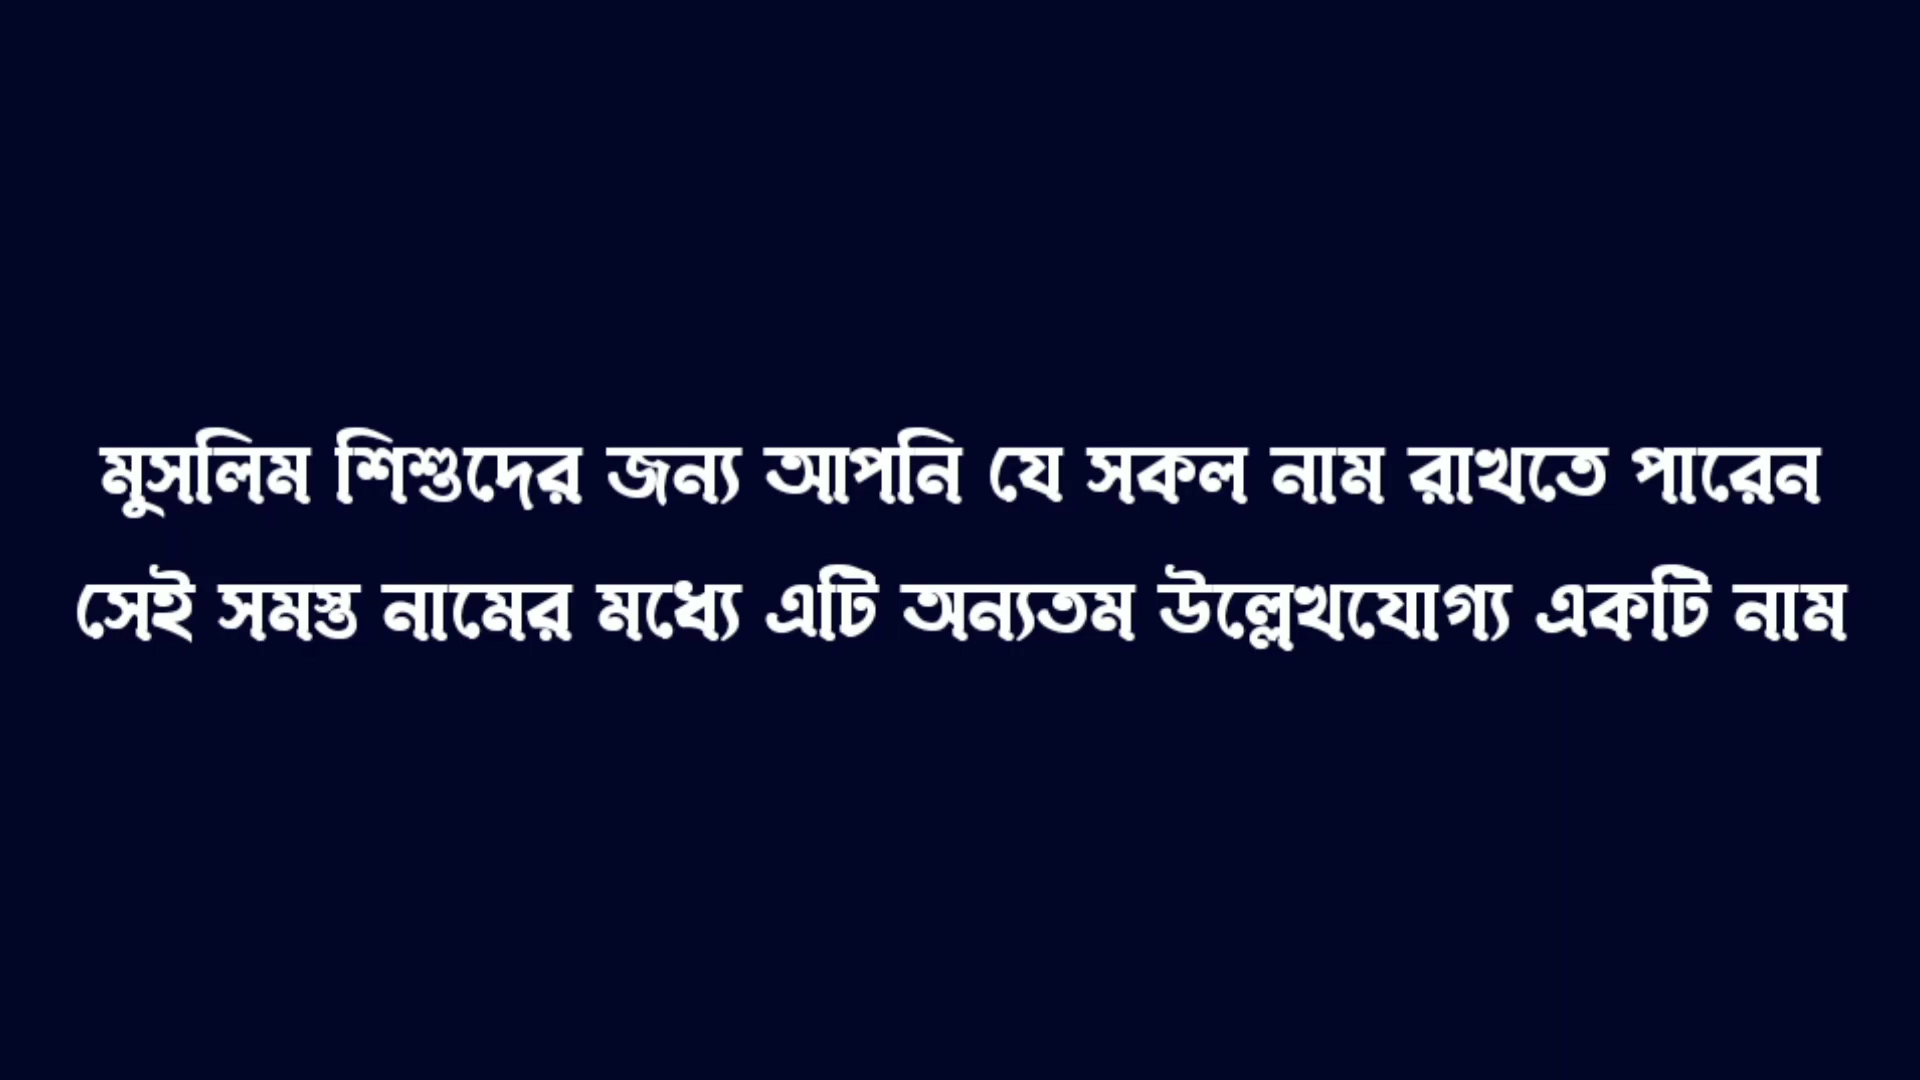 মুসলিম শিশুদের জন্য আপনি যে সকল নাম রাখতে পারেন
সেই সমস্ত নামের মধ্যে এটি অন্যতম উল্লেখযোগ্য একটি নাম